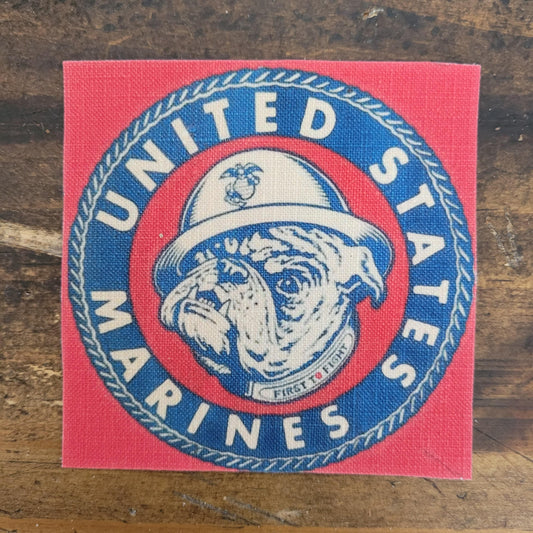 UNITED STATES
MARINES
FIRST TO FIGHT